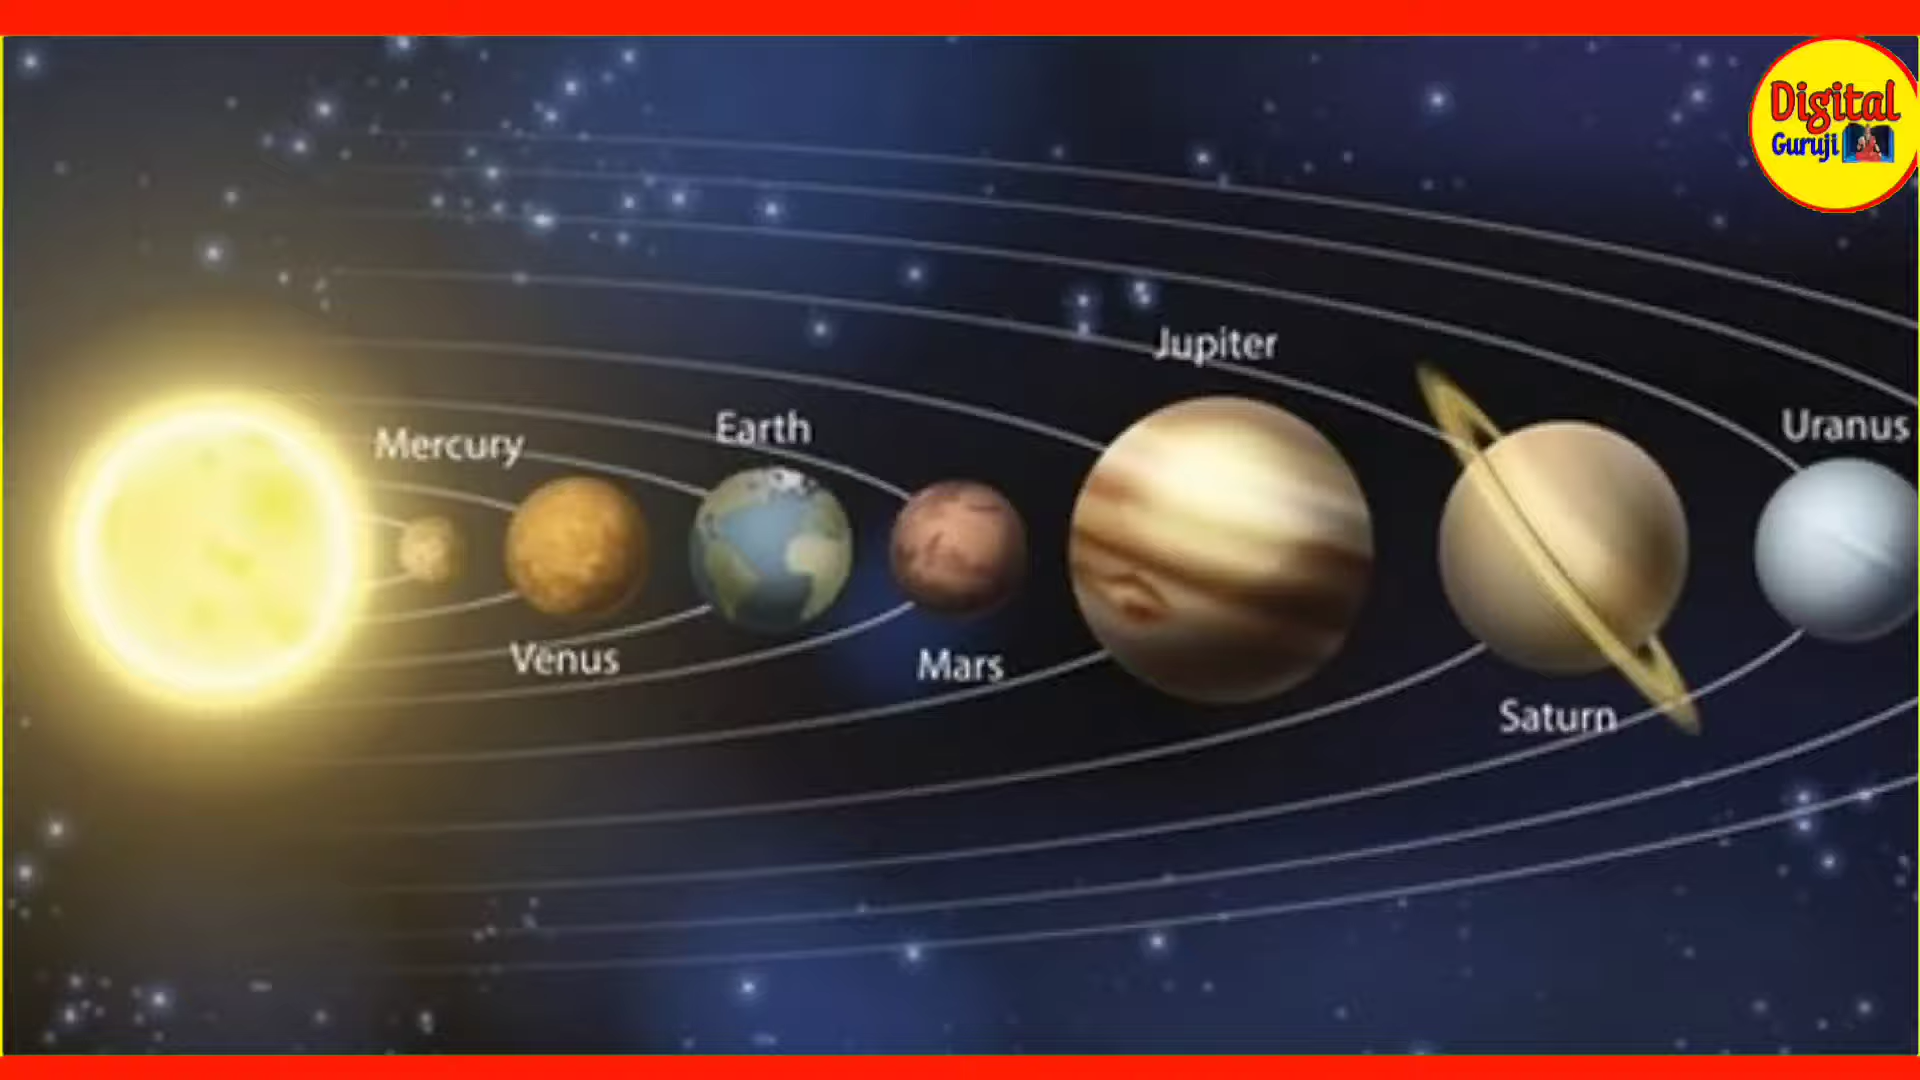 Digital
Guruji
Jupiter
Uranus
Earth
Mercury
Venus
Mars
Saturn